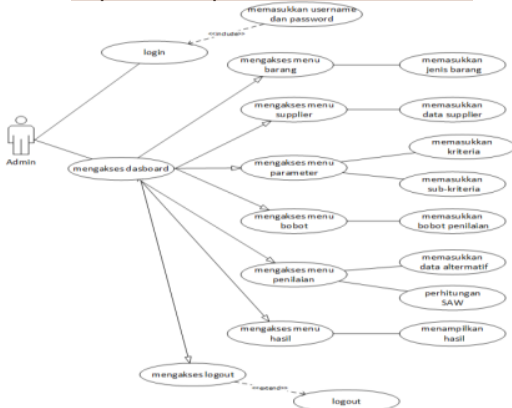 memasukkan username
dan password
<<include>>
login
mengakses menu
barang
memasukkan
jenis barang
mengakses menu
supplier
memasukkan
data supplier
Admin
mengakses dasboard
mengakses menu
parameter
memasukkan
kriteria
memasukkan
sub-kriteria
mengakses menu
bobot
memasukkan
bobot penilaian
mengakses menu
penilaian
memasukkan
data altermatif
perhitungan
SAW
mengakses menu
hasil
menampilkan
hasil
mengakses logout
<<extend>>
logout